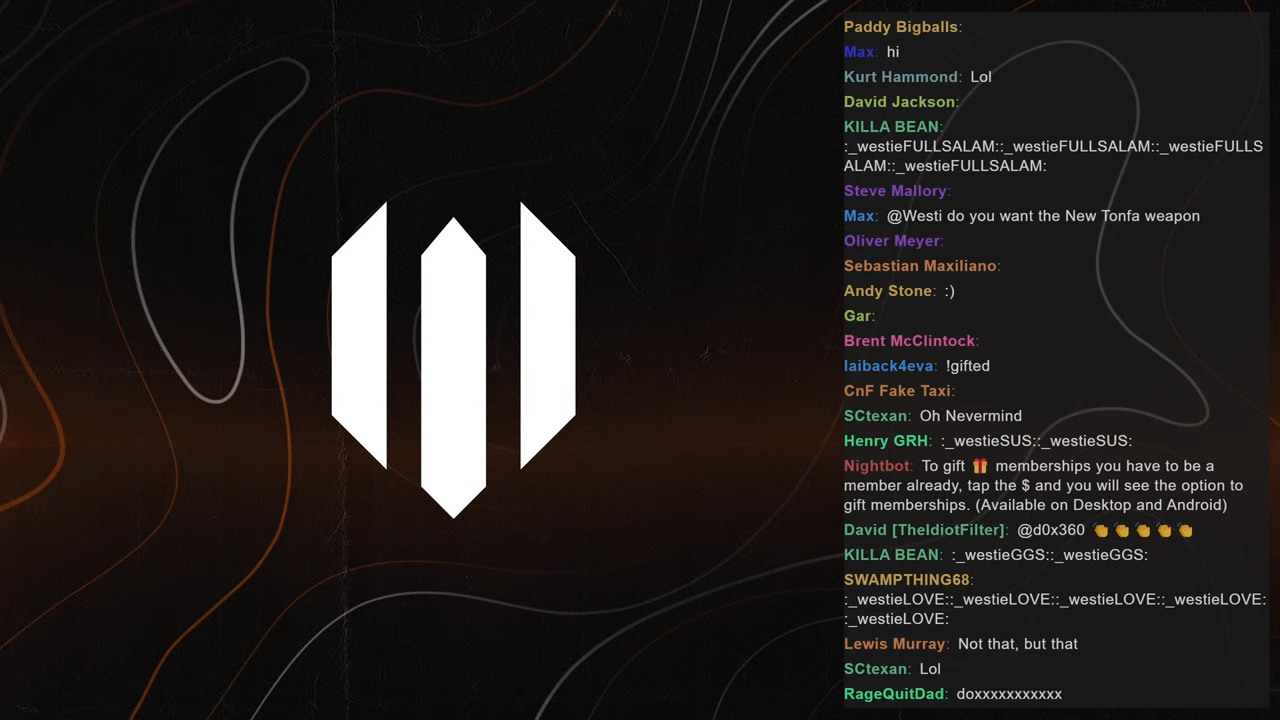 Paddy Bigballs:
Max: hi
Kurt Hammond: Lol
David Jackson:
KILLA BEAN:
:_westieFULLSALAM::_westieFULLSALAM::_westieFULLS
ALAM::_westieFULLSALAM:
Steve Mallory:
Max: @Westi do you want the New Tonfa weapon
Oliver Meyer:
Sebastian Maxiliano:
Andy Stone: :)
Gar:
Brent McClintock:
laiback4eva: !gifted
CnF Fake Taxi:
SCtexan: Oh Nevermind
Henry GRH: :_westieSUS::_westieSUS:
Nightbot: To gift 🎁 memberships you have to be a
member already, tap the $ and you will see the option to
gift memberships. (Available on Desktop and Android)
David [TheIdiotFilter]: @d0x360 👏 👏 👏 👏 👏
KILLA BEAN: :_westieGGS::_westieGGS:
SWAMPTHING68:
:_westieLOVE::_westieLOVE::_westieLOVE::_westieLOVE:
:_westieLOVE:
Lewis Murray: Not that, but that
SCtexan: Lol
RageQuitDad: doxxxxxxxxxxx